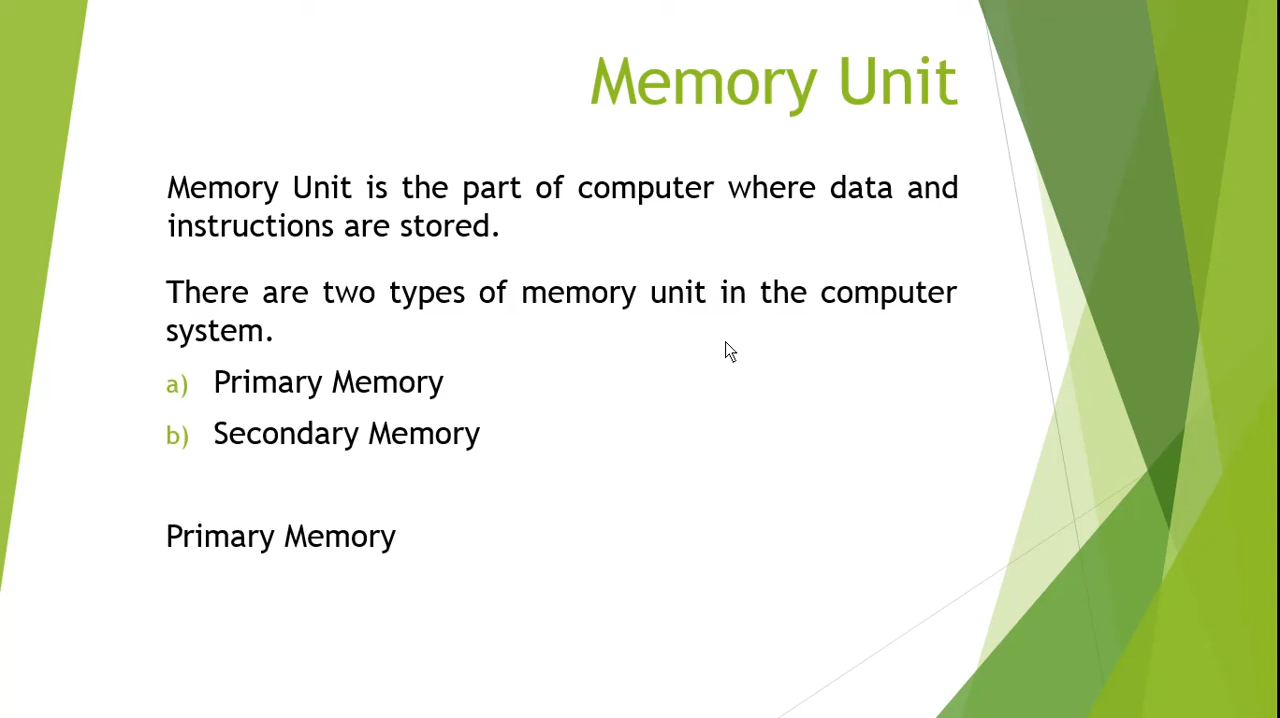 Memory Unit
Memory Unit is the part of computer where data and
instructions are stored.
There are two types of memory unit in the computer
system.
a) Primary Memory
b) Secondary Memory
Primary Memory